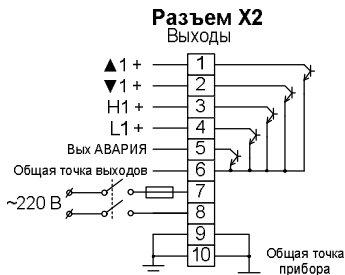 Разъем X2
Выходы
▲1 + 1
▼1 + 2
H1 + 3
L1 + 4
Вых АВАРИЯ 5
Общая точка выходов 6
7
~220 В
8
9
10
Общая точка
прибора